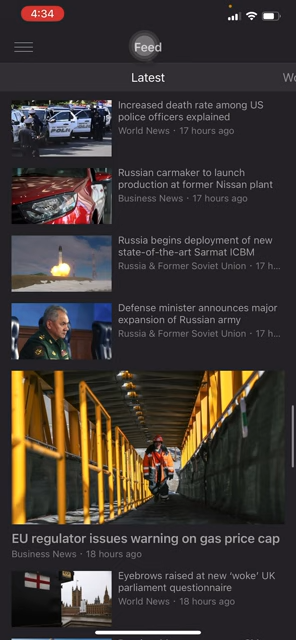 4:34
Feed
Latest
Wo
Increased death rate among US
police officers explained
World News · 17 hours ago
Russian carmaker to launch
production at former Nissan plant
Business News · 17 hours ago
Russia begins deployment of new
state-of-the-art Sarmat ICBM
Russia & Former Soviet Union · 17 h...
Defense minister announces major
expansion of Russian army
Russia & Former Soviet Union · 17 h...
EU regulator issues warning on gas price cap
Business News · 18 hours ago
Eyebrows raised at new ‘woke’ UK
parliament questionnaire
World News · 18 hours ago